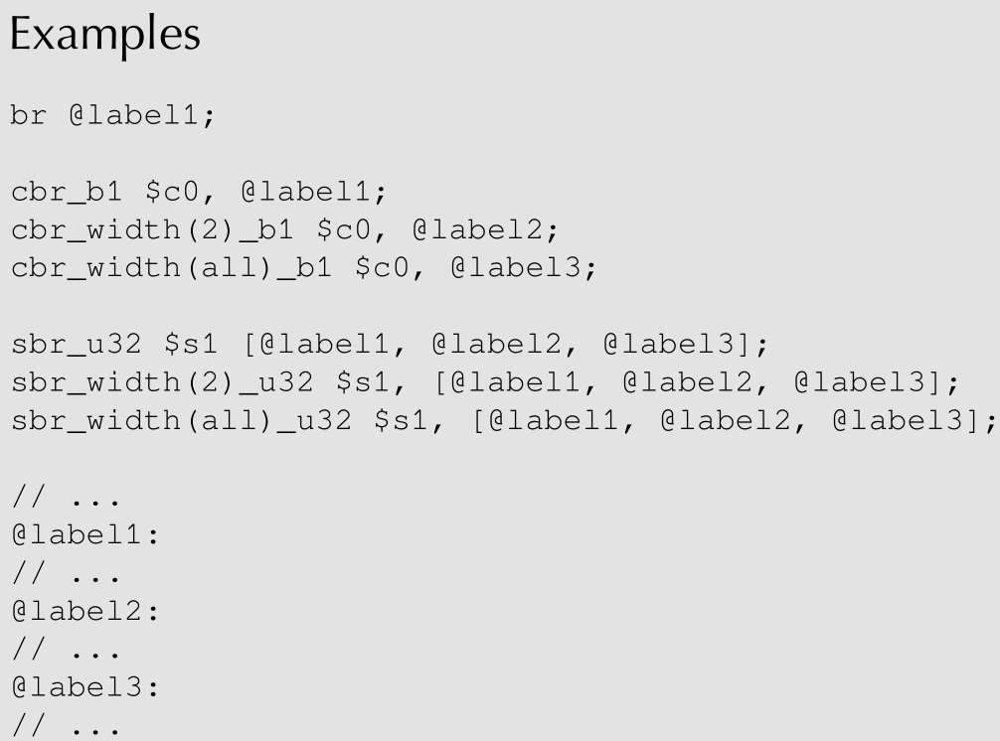 Examples
br @label1;
cbr_b1 $c0, @label1;
cbr_width(2)_b1 $c0, @label2;
cbr_width(all)_b1 $c0, @label3;
sbr_u32 $s1 [@label1, @label2, @label3];
sbr_width(2)_u32 $s1, [@label1, @label2, @label3];
sbr_width(all)_u32 $s1, [@label1, @label2, @label3];
// ...
@label1:
// ...
@label2:
// ...
@label3:
// ...